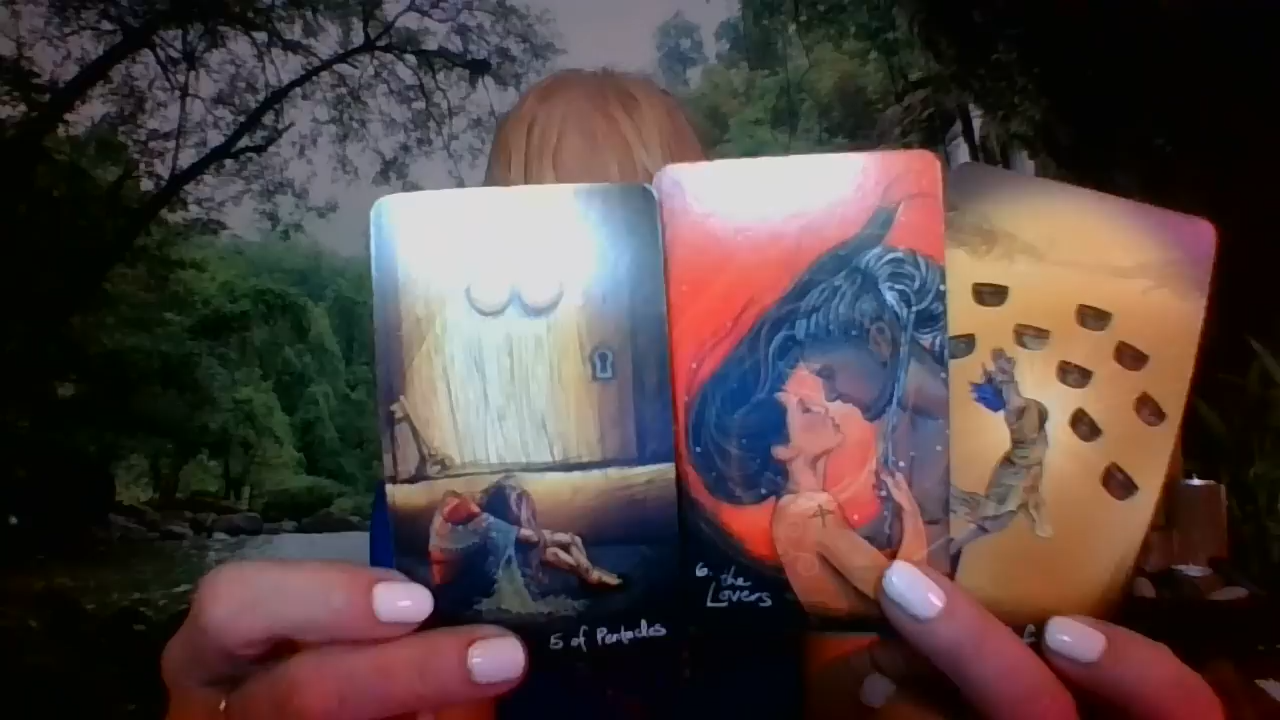 5 of Pentacles
6. the
Lovers